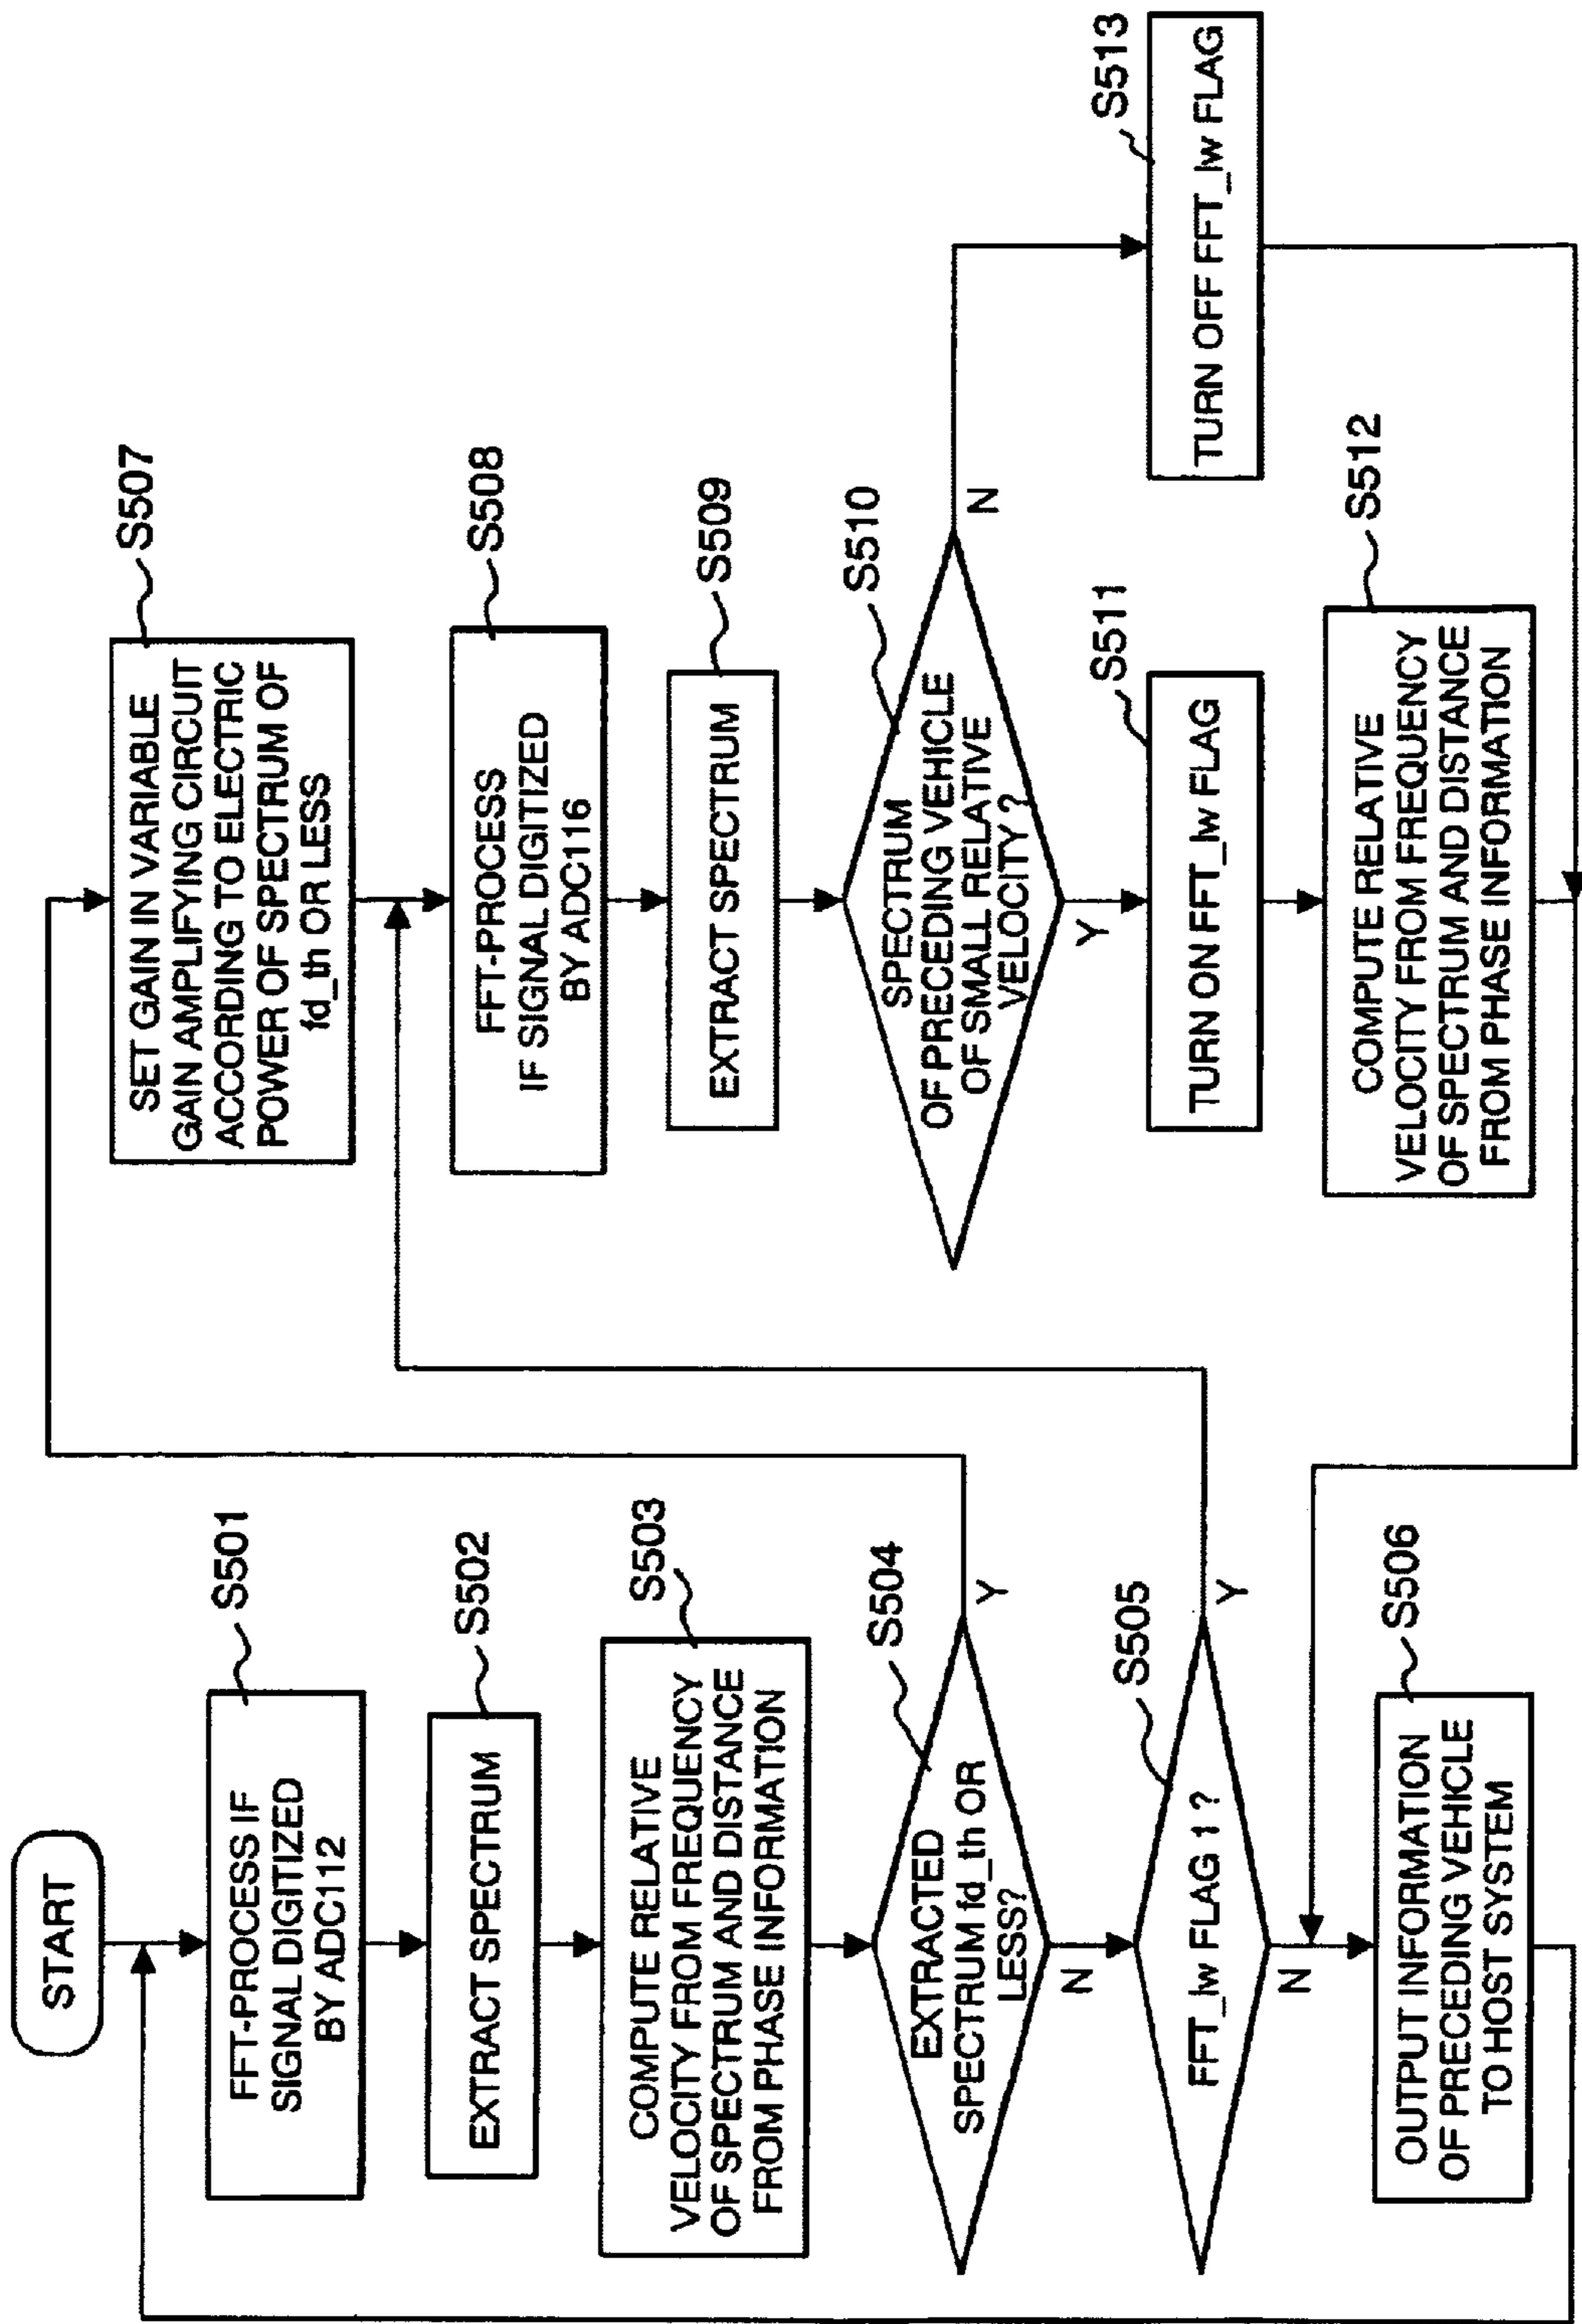 START
S501
FFT-PROCESS IF
SIGNAL DIGITIZED
BY ADC112
S502
EXTRACT SPECTRUM
S503
COMPUTE RELATIVE
VELOCITY FROM FREQUENCY
OF SPECTRUM AND DISTANCE
FROM PHASE INFORMATION
S504
EXTRACTED
SPECTRUM fd_th OR
LESS?
Y
N
S505
FFT_lw FLAG 1 ?
Y
N
S506
OUTPUT INFORMATION
OF PRECEDING VEHICLE
TO HOST SYSTEM
S507
SET GAIN IN VARIABLE
GAIN AMPLIFYING CIRCUIT
ACCORDING TO ELECTRIC
POWER OF SPECTRUM OF
fd_th OR LESS
S508
FFT-PROCESS
IF SIGNAL DIGITIZED
BY ADC116
S509
EXTRACT SPECTRUM
S510
SPECTRUM
OF PRECEDING VEHICLE
OF SMALL RELATIVE
VELOCITY ?
N
Y
S511
TURN ON FFT_lw FLAG
S512
COMPUTE RELATIVE
VELOCITY FROM FREQUENCY
OF SPECTRUM AND DISTANCE
FROM PHASE INFORMATION
S513
TURN OFF FFT_lw FLAG